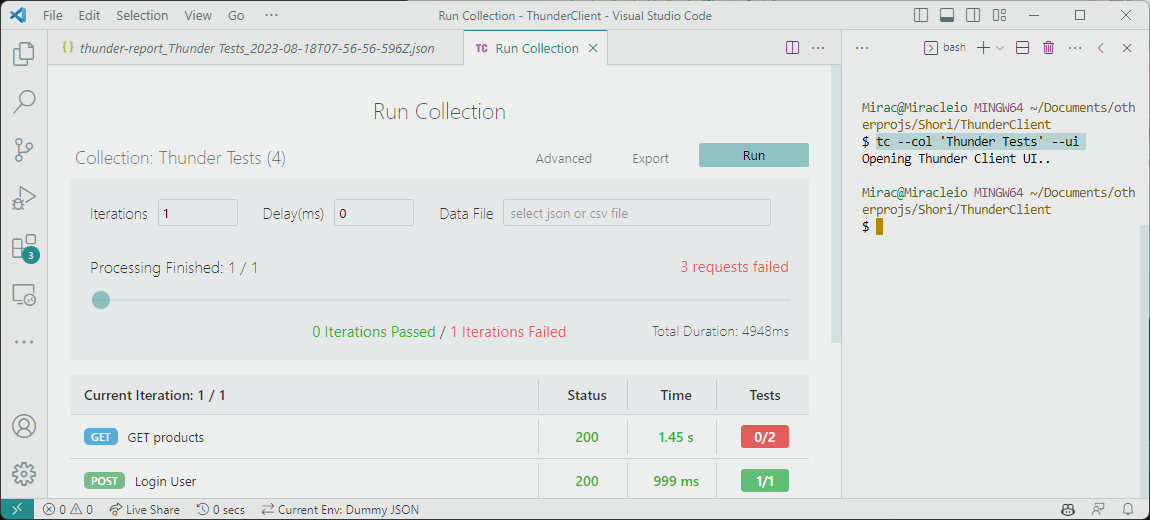 File Edit Selection View Go ··· Run Collection - ThunderClient - Visual Studio Code
{} thunder-report_Thunder Tests_2023-08-18T07-56-56-596Z.json
TC Run Collection
bash
Run Collection
Collection: Thunder Tests (4)
Advanced Export Run
Iterations 1 Delay(ms) 0 Data File select json or csv file
Processing Finished: 1 / 1 3 requests failed
0 Iterations Passed / 1 Iterations Failed Total Duration: 4948ms
Current Iteration: 1 / 1 Status Time Tests
GET GET products 200 1.45 s 0/2
POST Login User 200 999 ms 1/1
Mirac@Miracleio MINGW64 ~/Documents/oth
erprojs/Shori/ThunderClient
$ tc --col 'Thunder Tests' --ui
Opening Thunder Client UI..
Mirac@Miracleio MINGW64 ~/Documents/oth
erprojs/Shori/ThunderClient
$
3
0 0 Live Share 0 secs Current Env: Dummy JSON